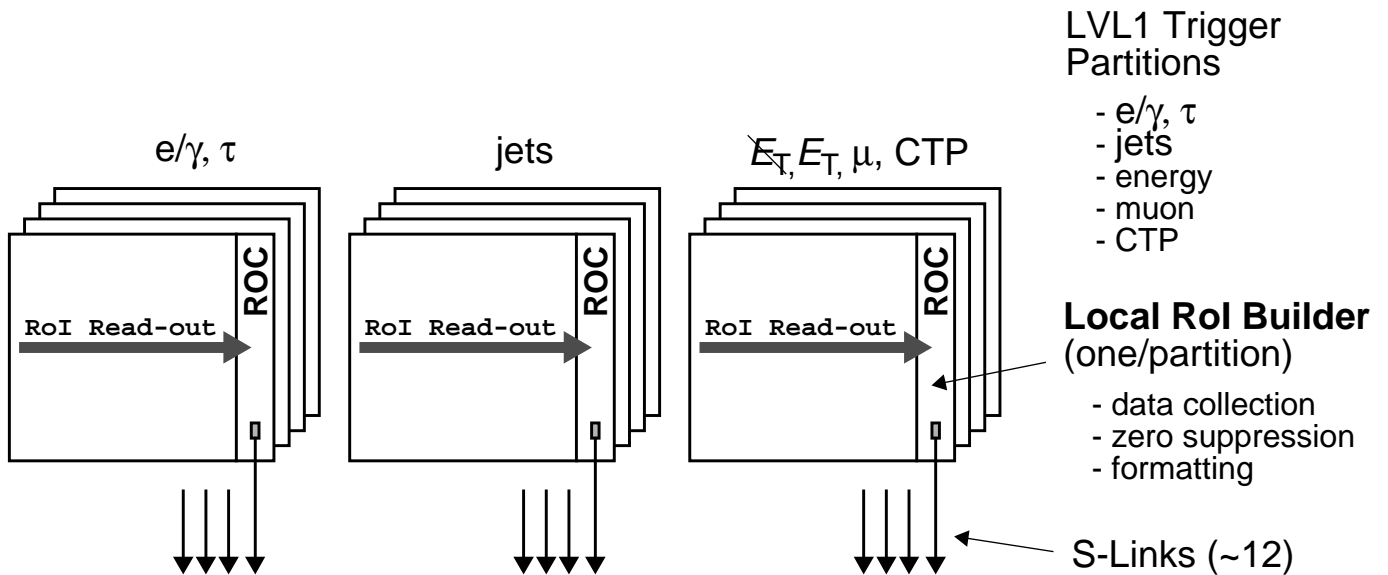 LVL1 Trigger
Partitions
- e/γ, τ
- jets
- energy
- muon
- CTP
e/γ, τ
jets
E̸T, ET, μ, CTP
ROC
ROC
ROC
RoI Read-out
RoI Read-out
RoI Read-out
Local RoI Builder
(one/partition)
- data collection
- zero suppression
- formatting
S-Links (~12)